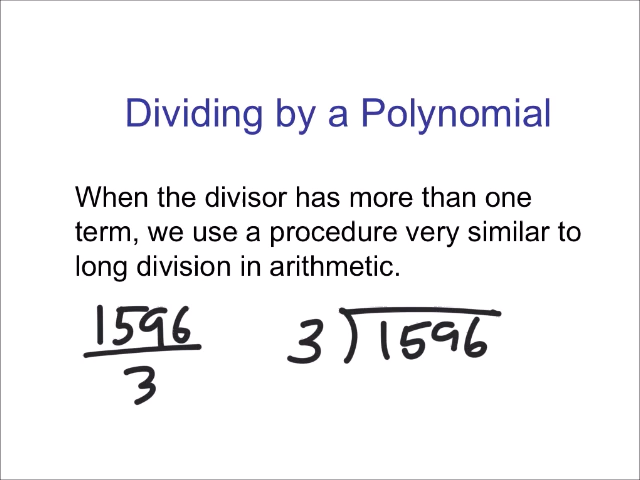 Dividing by a Polynomial
When the divisor has more than one
term, we use a procedure very similar to
long division in arithmetic.
1596
3
3)1596